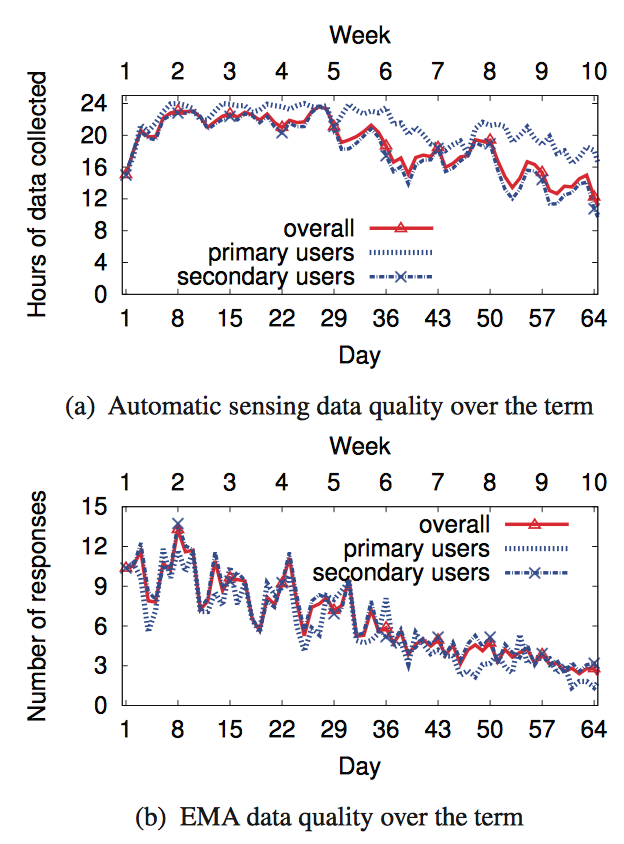 Week
1 2 3 4 5 6 7 8 9 10
24
20
16
12
8
4
0
Hours of data collected
overall
primary users
secondary users
1 8 15 22 29 36 43 50 57 64
Day
(a) Automatic sensing data quality over the term
Week
1 2 3 4 5 6 7 8 9 10
15
12
9
6
3
0
Number of responses
overall
primary users
secondary users
1 8 15 22 29 36 43 50 57 64
Day
(b) EMA data quality over the term